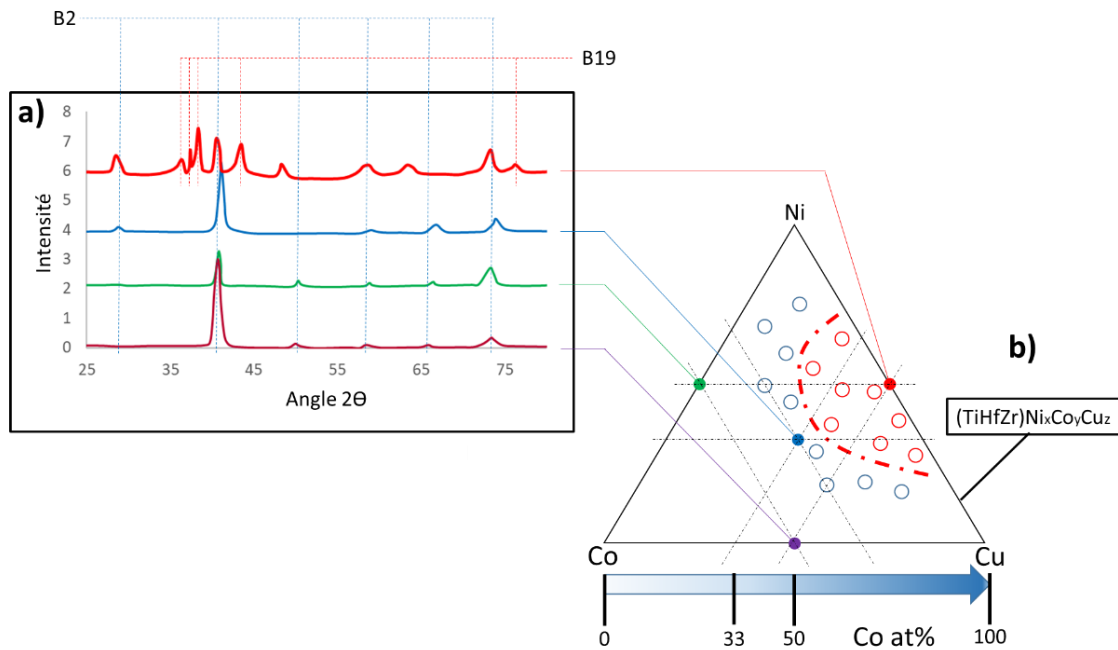 B2
B19
a)
8
7
6
5
4
3
2
1
0
Intensité
25 35 45 55 65 75
Angle 2Θ
Ni
b)
(TiHfZr)NixCoyCuz
Co Cu
0 33 50 Co at% 100